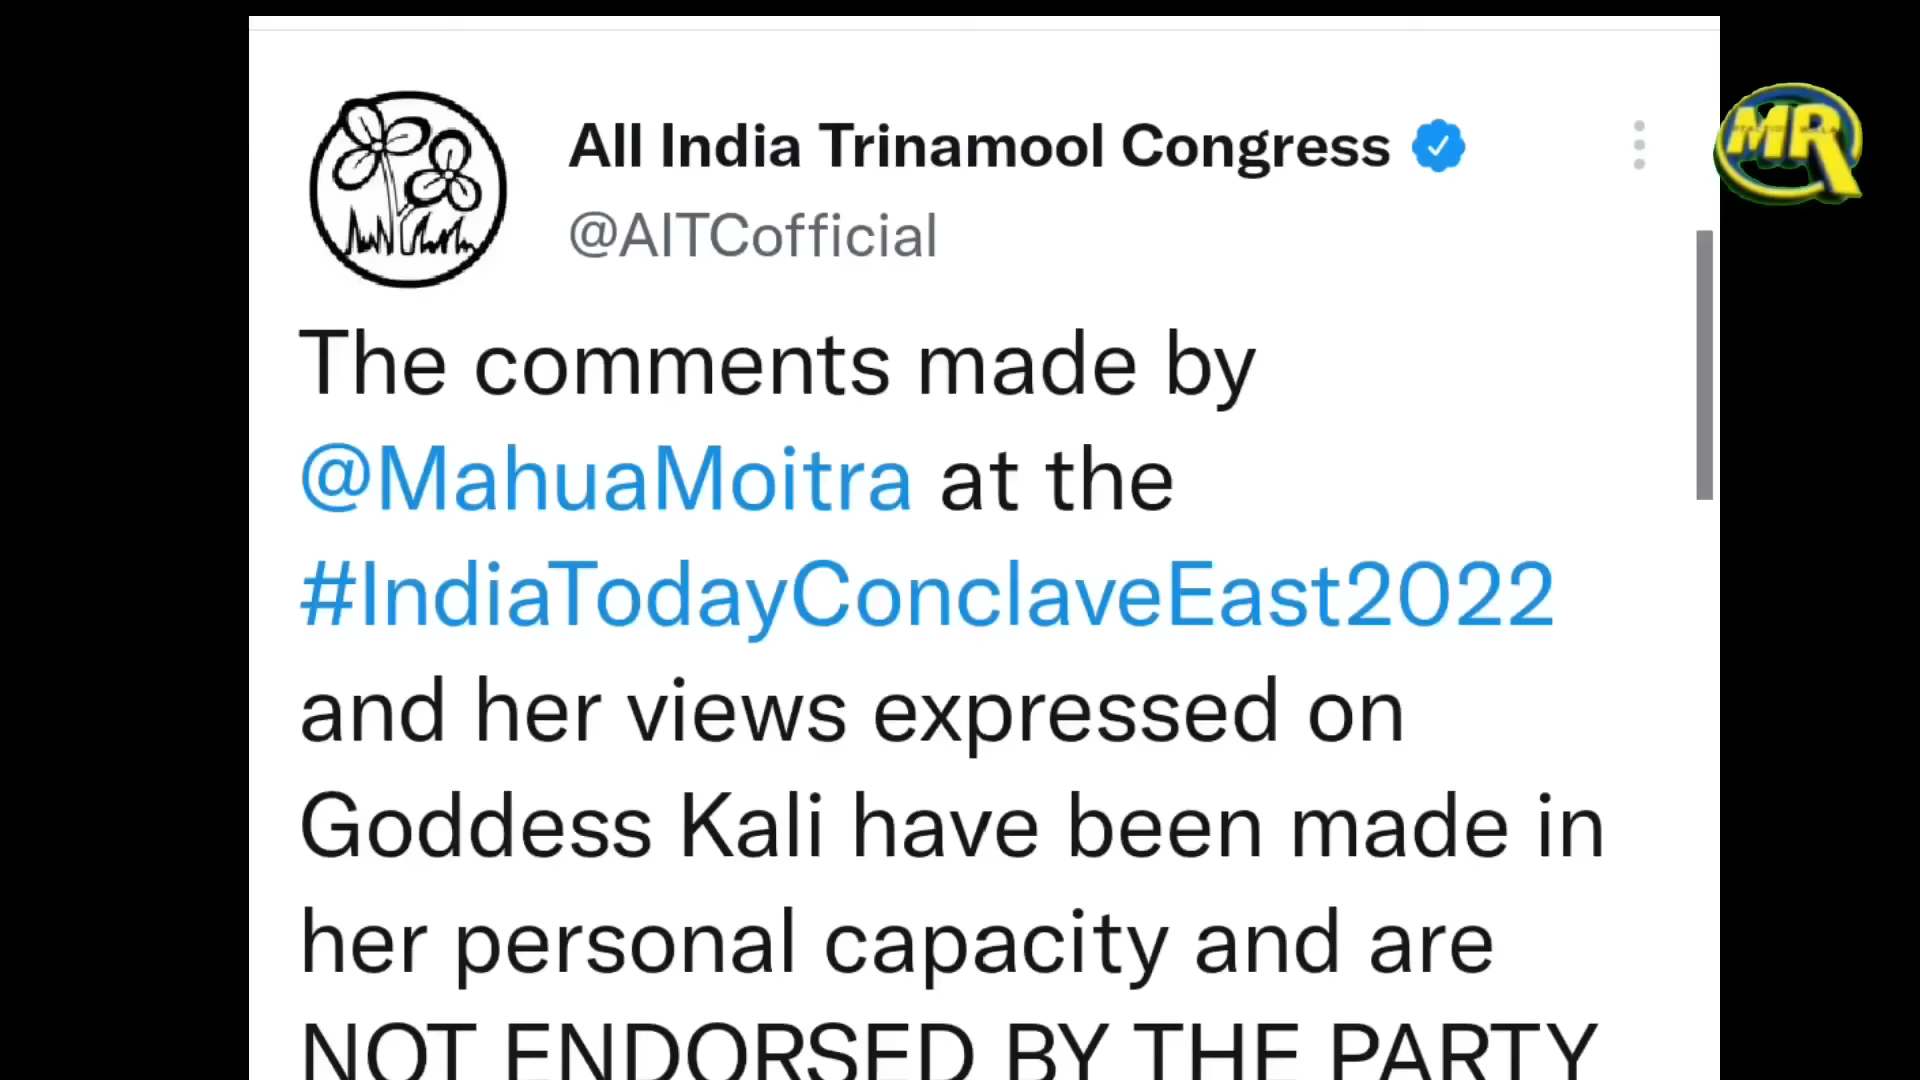 All India Trinamool Congress
@AITCofficial
The comments made by
@MahuaMoitra at the
#IndiaTodayConclaveEast2022
and her views expressed on
Goddess Kali have been made in
her personal capacity and are
NOT ENDORSED BY THE PARTY
MR